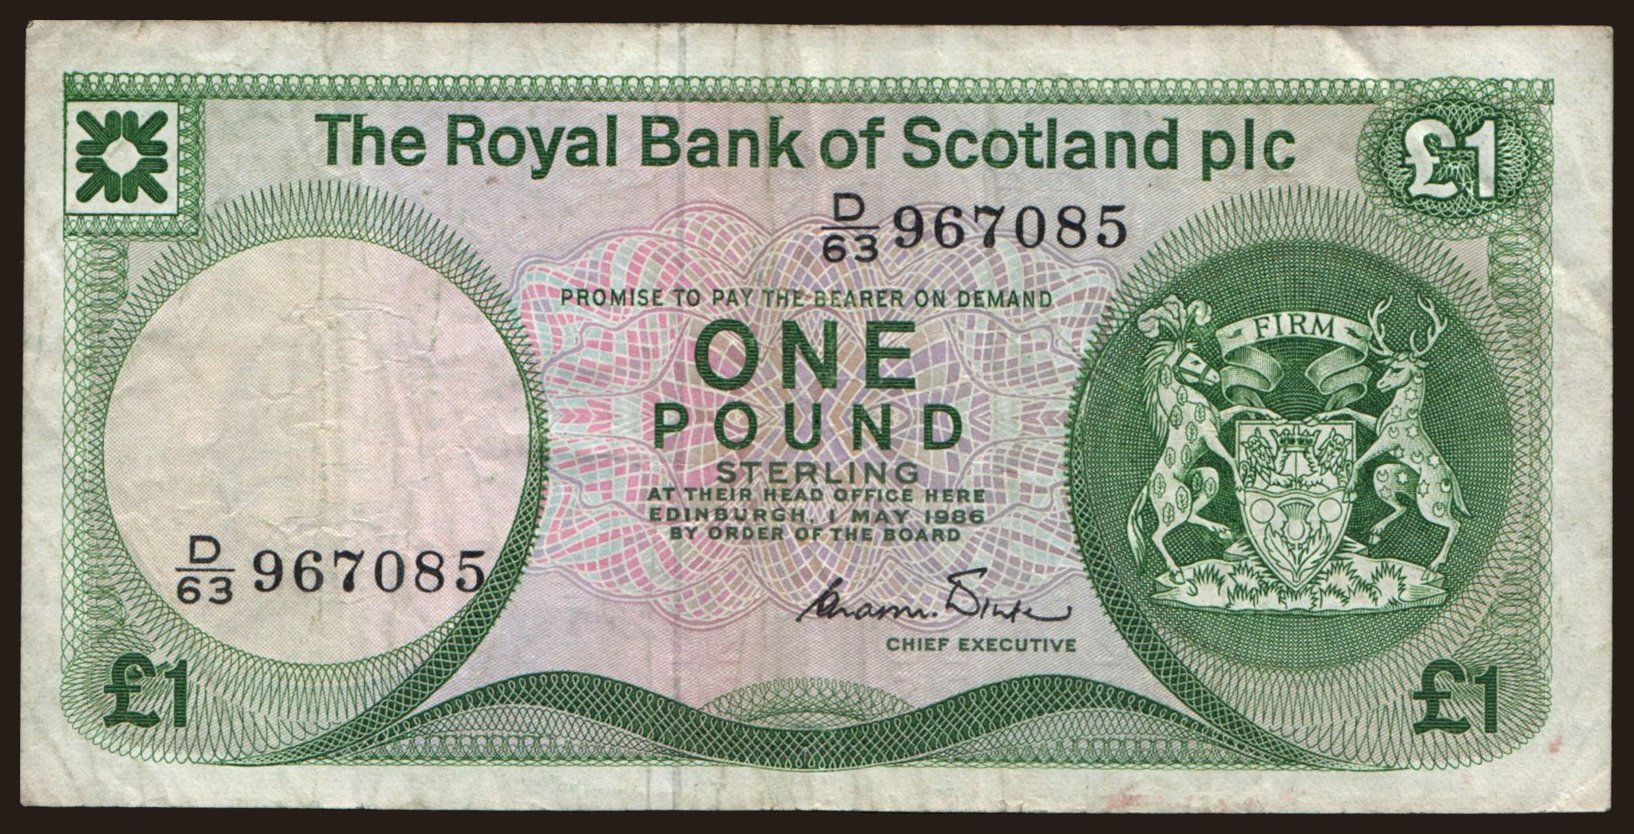 The Royal Bank of Scotland plc
£1
D/63 967085
PROMISE TO PAY THE BEARER ON DEMAND
ONE
POUND
STERLING
AT THEIR HEAD OFFICE HERE
EDINBURGH, 1 MAY 1986
BY ORDER OF THE BOARD
FIRM
D/63 967085
CHIEF EXECUTIVE
£1
£1